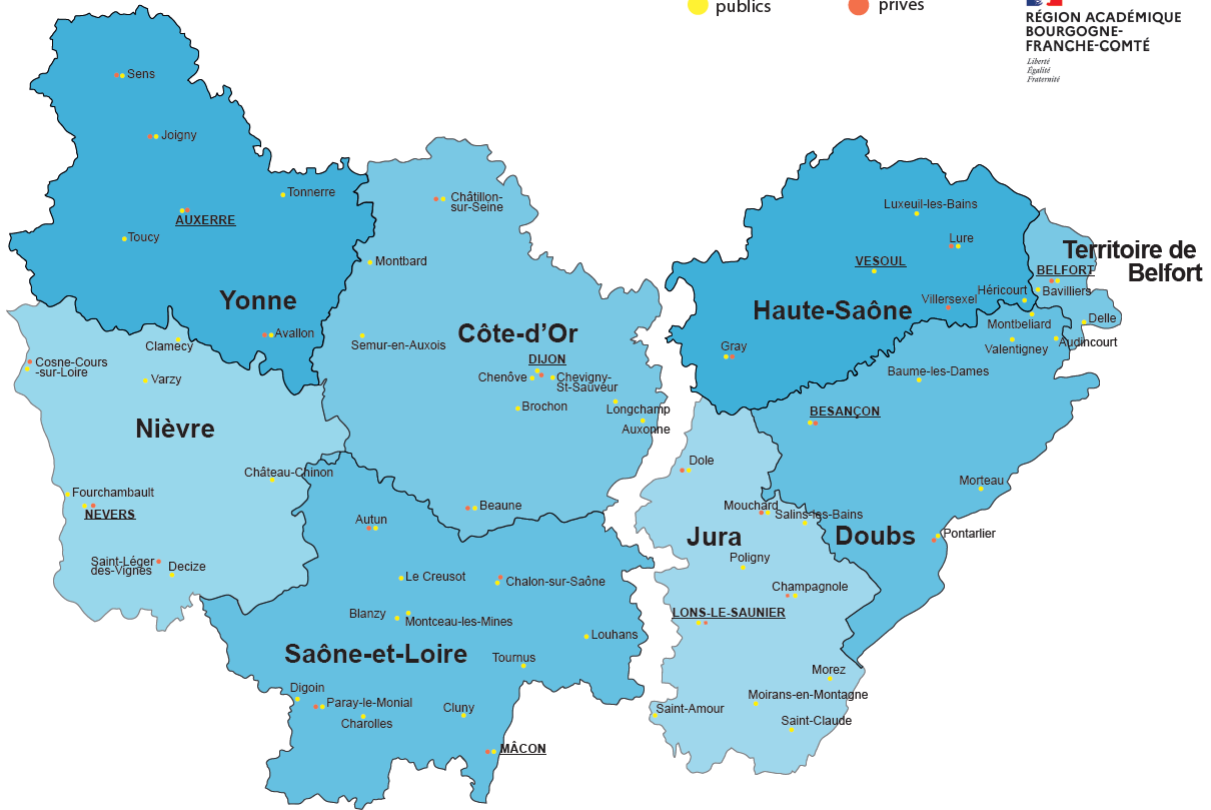 publics
privés
RÉGION ACADÉMIQUE
BOURGOGNE-
FRANCHE-COMTÉ
Liberté
Égalité
Fraternité
Sens
Joigny
Tonnerre
AUXERRE
Toucy
Yonne
Avallon
Châtillon-
sur-Seine
Montbard
Côte-d'Or
Semur-en-Auxois
DIJON
Chenôve
Chevigny-
St-Sauveur
Brochon
Longchamp
Auxonne
Beaune
Luxeuil-les-Bains
Lure
VESOUL
Villersexel
Héricourt
Haute-Saône
Gray
Territoire de
Belfort
BELFORT
Bavilliers
Delle
Montbeliard
Audincourt
Valentigney
Baume-les-Dames
BESANÇON
Morteau
Doubs
Pontarlier
Clamecy
Cosne-Cours
-sur-Loire
Varzy
Nièvre
Château-Chinon
Fourchambault
NEVERS
Saint-Léger
des-Vignes
Decize
Autun
Le Creusot
Chalon-sur-Saône
Blanzy
Montceau-les-Mines
Louhans
Saône-et-Loire
Tournus
Digoin
Paray-le-Monial
Charolles
Cluny
MÂCON
Dole
Mouchard
Salins-les-Bains
Jura
Poligny
Champagnole
LONS-LE-SAUNIER
Morez
Moirans-en-Montagne
Saint-Amour
Saint-Claude